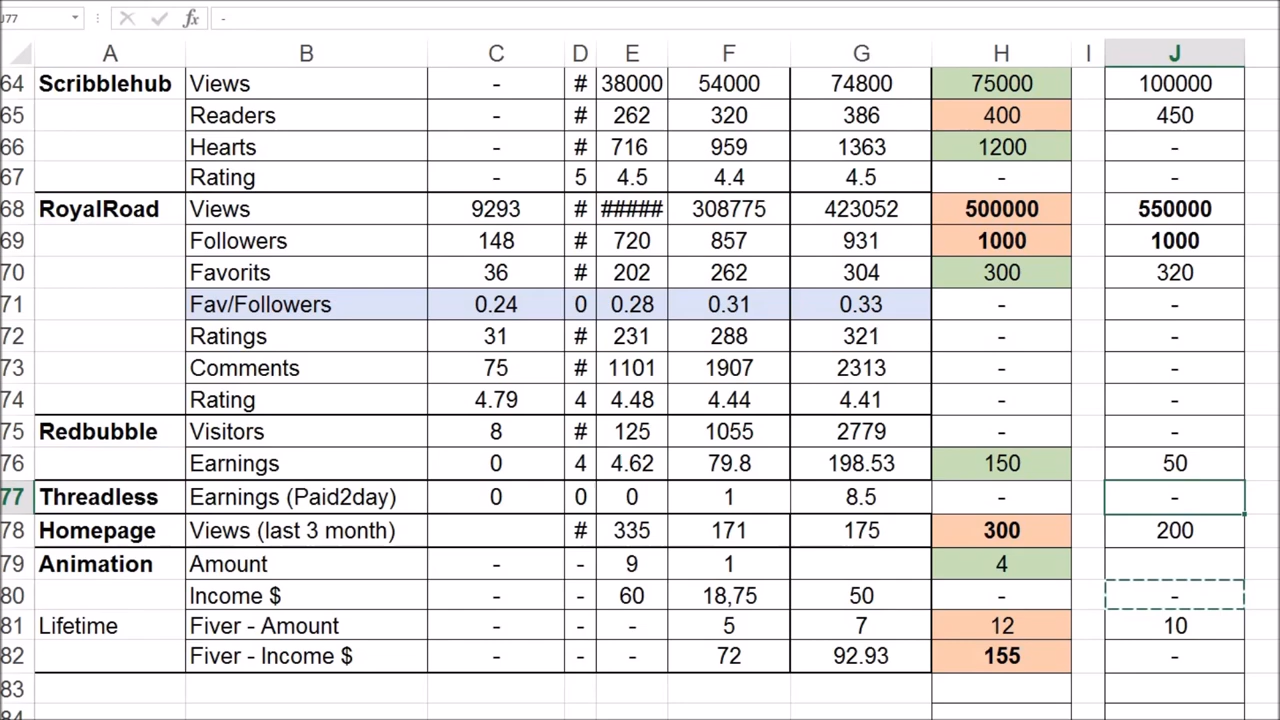 J77 fx -
A B C D E F G H I J
64 Scribblehub Views - # 38000 54000 74800 75000 100000
65 Readers - # 262 320 386 400 450
66 Hearts - # 716 959 1363 1200 -
67 Rating - 5 4.5 4.4 4.5 - -
68 RoyalRoad Views 9293 # ##### 308775 423052 500000 550000
69 Followers 148 # 720 857 931 1000 1000
70 Favorits 36 # 202 262 304 300 320
71 Fav/Followers 0.24 0 0.28 0.31 0.33 - -
72 Ratings 31 # 231 288 321 - -
73 Comments 75 # 1101 1907 2313 - -
74 Rating 4.79 4 4.48 4.44 4.41 - -
75 Redbubble Visitors 8 # 125 1055 2779 - -
76 Earnings 0 4 4.62 79.8 198.53 150 50
77 Threadless Earnings (Paid2day) 0 0 0 1 8.5 - -
78 Homepage Views (last 3 month) # 335 171 175 300 200
79 Animation Amount - - 9 1 4
80 Income $ - - 60 18,75 50 - -
81 Lifetime Fiver - Amount - - - 5 7 12 10
82 Fiver - Income $ - - - 72 92.93 155 -
83
84